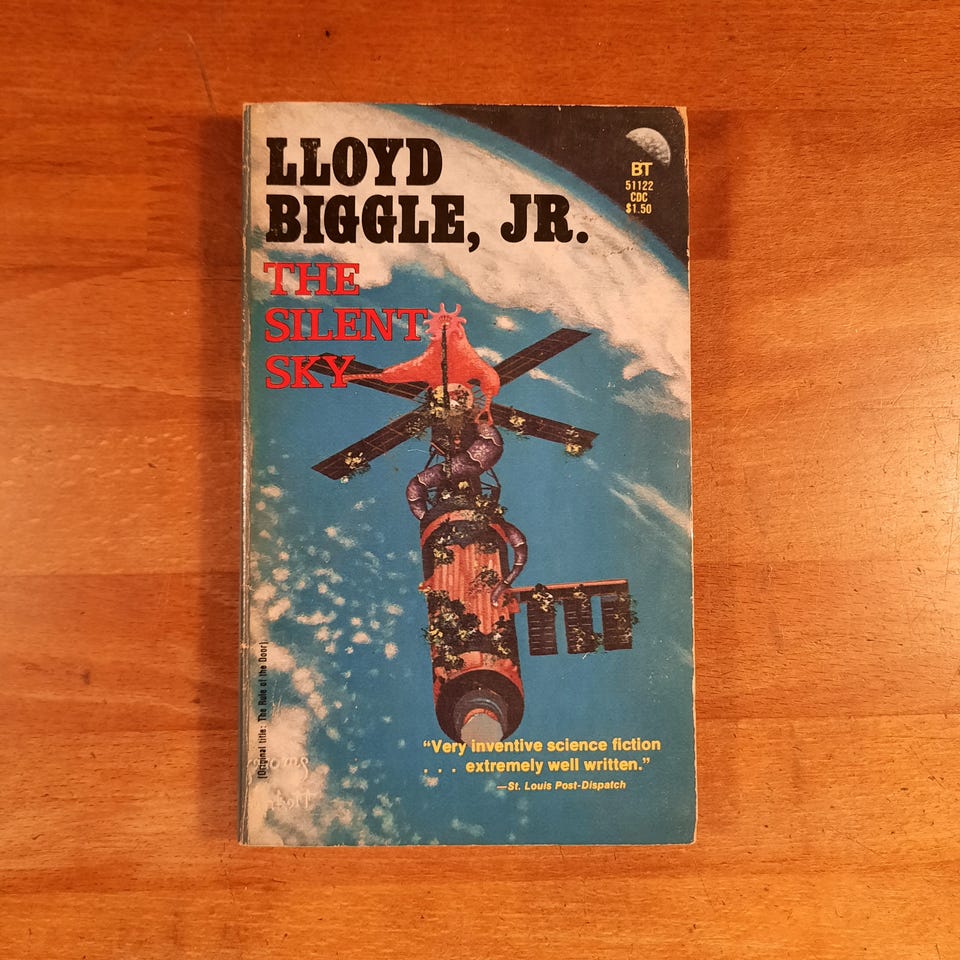 LLOYD
BIGGLE, JR.
BT
51122
CDC
$1.50
THE
SILENT
SKY
[Original title: The Rule of the Door]
“Very inventive science fiction
. . . extremely well written.”
—St. Louis Post-Dispatch